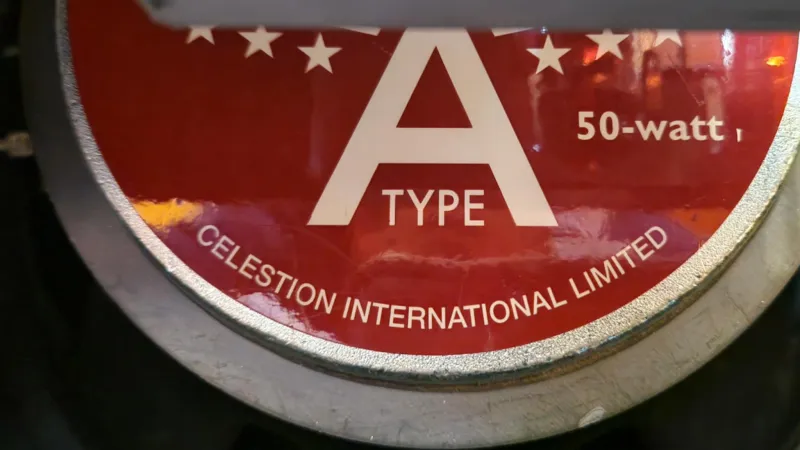 A
50-watt
TYPE
CELESTION INTERNATIONAL LIMITED